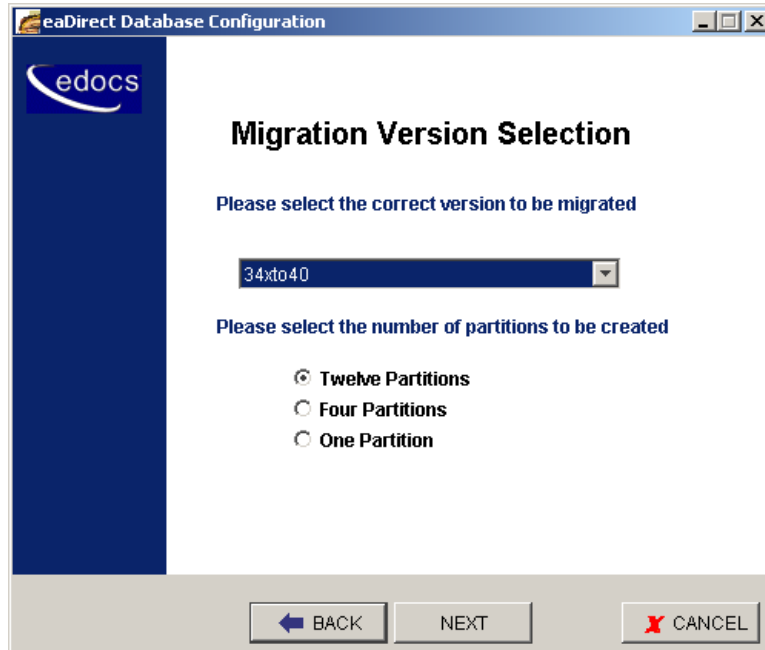 eaDirect Database Configuration
edocs
Migration Version Selection
Please select the correct version to be migrated
34xto40
Please select the number of partitions to be created
Twelve Partitions
Four Partitions
One Partition
BACK NEXT CANCEL